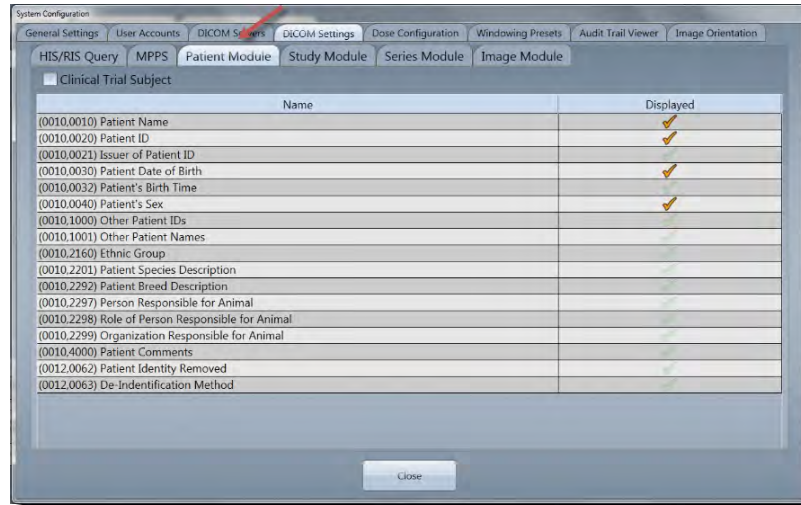 System Configuration
General Settings User Accounts DICOM Servers DICOM Settings Dose Configuration Windowing Presets Audit Trail Viewer Image Orientation
HIS/RIS Query MPPS Patient Module Study Module Series Module Image Module
Clinical Trial Subject
Name Displayed
(0010,0010) Patient Name
(0010,0020) Patient ID
(0010,0021) Issuer of Patient ID
(0010,0030) Patient Date of Birth
(0010,0032) Patient's Birth Time
(0010,0040) Patient's Sex
(0010,1000) Other Patient IDs
(0010,1001) Other Patient Names
(0010,2160) Ethnic Group
(0010,2201) Patient Species Description
(0010,2292) Patient Breed Description
(0010,2297) Person Responsible for Animal
(0010,2298) Role of Person Responsible for Animal
(0010,2299) Organization Responsible for Animal
(0010,4000) Patient Comments
(0012,0062) Patient Identity Removed
(0012,0063) De-Indentification Method
Close